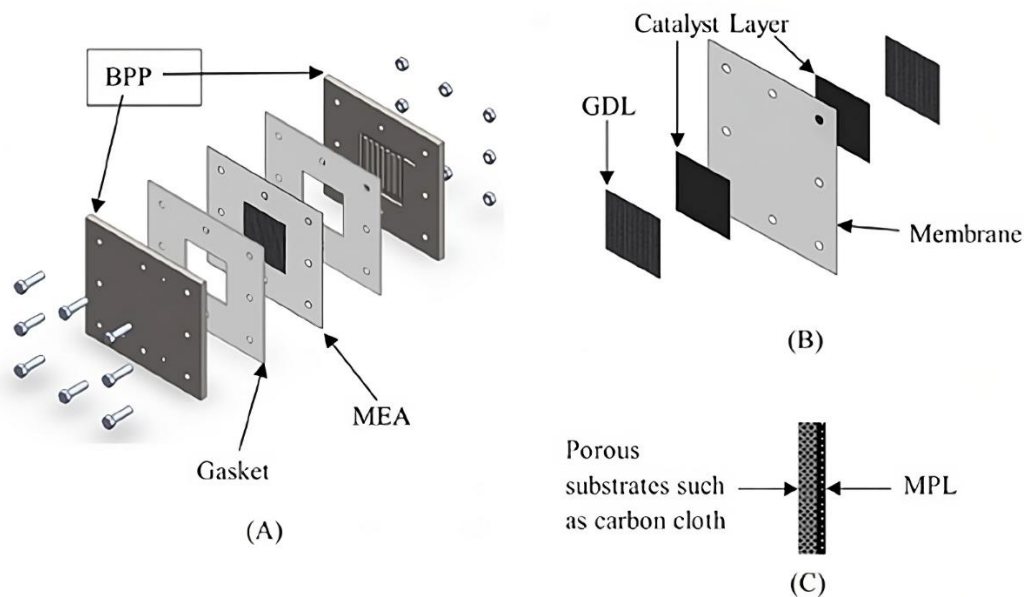 BPP
MEA
Gasket
(A)
Catalyst Layer
GDL
Membrane
(B)
Porous
substrates such
as carbon cloth
MPL
(C)